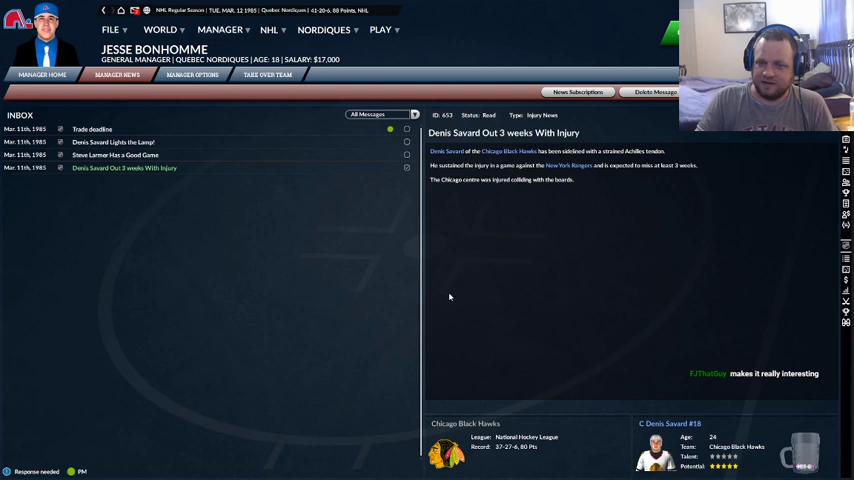 NHL Regular Season | TUE. MAR. 12 1985 | Quebec Nordiques | 41-20-6, 88 Points, NHL
FILE WORLD MANAGER NHL NORDIQUES PLAY
JESSE BONHOMME
GENERAL MANAGER | QUEBEC NORDIQUES | AGE: 18 | SALARY: $17,000
MANAGER HOME MANAGER NEWS MANAGER OPTIONS TAKE OVER TEAM
News Subscriptions Delete Message
INBOX All Messages
Mar. 11th, 1985 Trade deadline
Mar. 11th, 1985 Denis Savard Lights the Lamp!
Mar. 11th, 1985 Steve Larmer Has a Good Game
Mar. 11th, 1985 Denis Savard Out 3 weeks With Injury
ID: 653 Status: Read Type: Injury News
Denis Savard Out 3 weeks With Injury
Denis Savard of the Chicago Black Hawks has been sidelined with a strained Achilles tendon.
He sustained the injury in a game against the New York Rangers and is expected to miss at least 3 weeks.
The Chicago centre was injured colliding with the boards.
FJThatGuy makes it really interesting
Chicago Black Hawks
League: National Hockey League
Record: 37-27-6, 80 Pts
C Denis Savard #18
Age: 24
Team: Chicago Black Hawks
Talent:
Potential:
Response needed PM